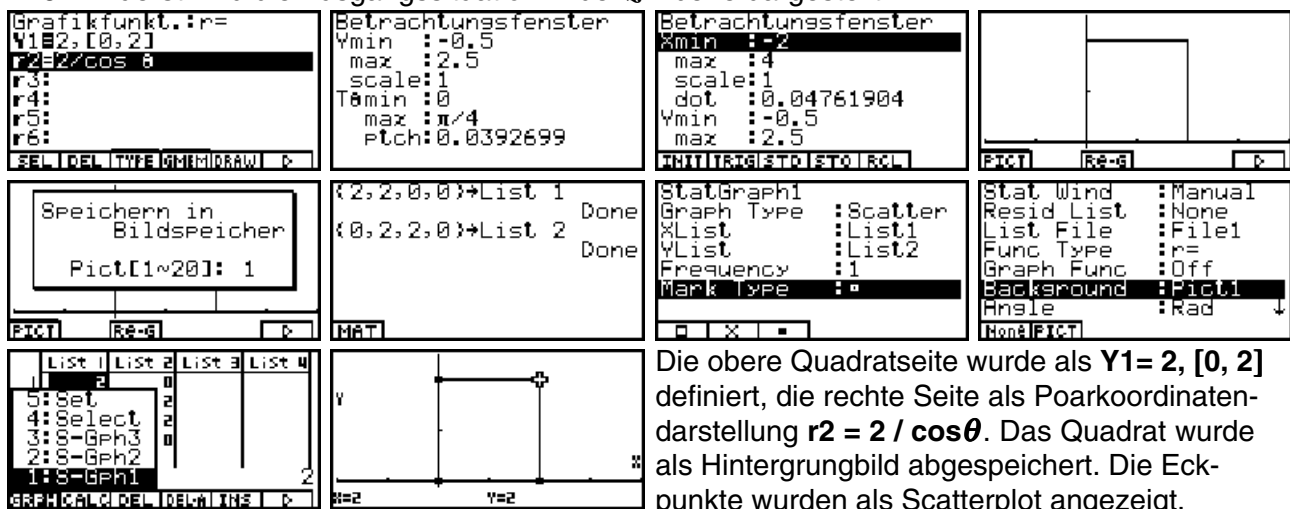 Grafikfunkt.:r=
Y1=2,[0,2]
r2=2/cos θ
r3:
r4:
r5:
r6:
SEL DEL TYPE GMEM DRAW ▷
Betrachtungsfenster
Ymin :-0.5
max :2.5
scale:1
Tθmin :0
max :π/4
ptch:0.0392699
Betrachtungsfenster
Xmin :-2
max :4
scale:1
dot :0.04761904
Ymin :-0.5
max :2.5
INIT TRIG STD STO RCL
PICT Re-G ▷
Speichern in
Bildspeicher
Pict[1~20]: 1
PICT Re-G ▷
{2,2,0,0}→List 1
Done
{0,2,2,0}→List 2
Done
MAT
StatGraph1
Graph Type :Scatter
XList :List1
YList :List2
Frequency :1
Mark Type :▫
□ X ▪
Stat Wind :Manual
Resid List :None
List File :File1
Func Type :r=
Graph Func :Off
Background :Pict1
Angle :Rad ↓
None PICT
List 1 List 2 List 3 List 4
1 2 0
5:Set 2
4:Select 2
3:S-Gph3 0
2:S-Gph2
1:S-Gph1 2
GRPH CALC DEL DEL-A INS ▷
Y
X
X=2 Y=2
Die obere Quadratseite wurde als Y1= 2, [0, 2]
definiert, die rechte Seite als Poarkoordinaten-
darstellung r2 = 2 / cosθ. Das Quadrat wurde
als Hintergrungbild abgespeichert. Die Eck-
punkte wurden als Scatterplot angezeigt.